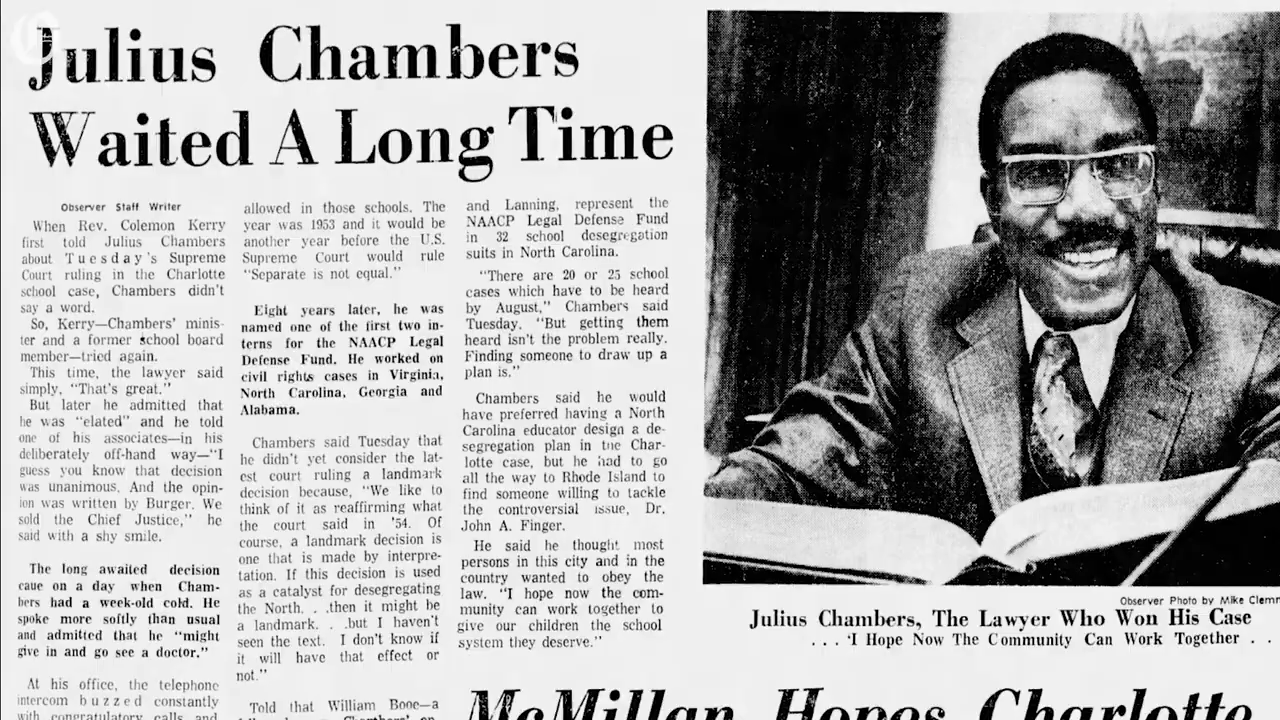 Julius Chambers
Waited A Long Time
Observer Staff Writer
When Rev. Colemon Kerry
first told Julius Chambers
about Tuesday's Supreme
Court ruling in the Charlotte
school case, Chambers didn't
say a word.
So, Kerry—Chambers' minis-
ter and a former school board
member—tried again.
This time, the lawyer said
simply, "That's great."
But later he admitted that
he was "elated" and he told
one of his associates—in his
deliberately off-hand way—"I
guess you know that decision
was unanimous. And the opin-
ion was written by Burger. We
sold the Chief Justice," he
said with a shy smile.
The long awaited decision
caue on a day when Cham-
bers had a week-old cold. He
spoke more softly than usual
and admitted that he "might
give in and go see a doctor."
At his office, the telephone
intercom buzzed constantly
with congratulatory calls and
allowed in those schools. The
year was 1953 and it would be
another year before the U.S.
Supreme Court would rule
"Separate is not equal."
Eight years later, he was
named one of the first two in-
terns for the NAACP Legal
Defense Fund. He worked on
civil rights cases in Virginia,
North Carolina, Georgia and
Alabama.
Chambers said Tuesday that
he didn't yet consider the lat-
est court ruling a landmark
decision because, "We like to
think of it as reaffirming what
the court said in '54. Of
course, a landmark decision is
one that is made by interpre-
tation. If this decision is used
as a catalyst for desegregating
the North. . .then it might be
a landmark. . .but I haven't
seen the text. I don't know if
it will have that effect or
not."
Told that William Booe—a
and Lanning, represent the
NAACP Legal Defense Fund
in 32 school desegregation
suits in North Carolina.
"There are 20 or 25 school
cases which have to be heard
by August," Chambers said
Tuesday. "But getting them
heard isn't the problem really.
Finding someone to draw up a
plan is."
Chambers said he would
have preferred having a North
Carolina educator design a de-
segregation plan in the Char-
lotte case, but he had to go
all the way to Rhode Island to
find someone willing to tackle
the controversial issue, Dr.
John A. Finger.
He said he thought most
persons in this city and in the
country wanted to obey the
law. "I hope now the com-
munity can work together to
give our children the school
system they deserve."
Observer Photo by Mike Clemm
Julius Chambers, The Lawyer Who Won His Case
. . . 'I Hope Now The Community Can Work Together . .
McMillan Hopes Charlotte